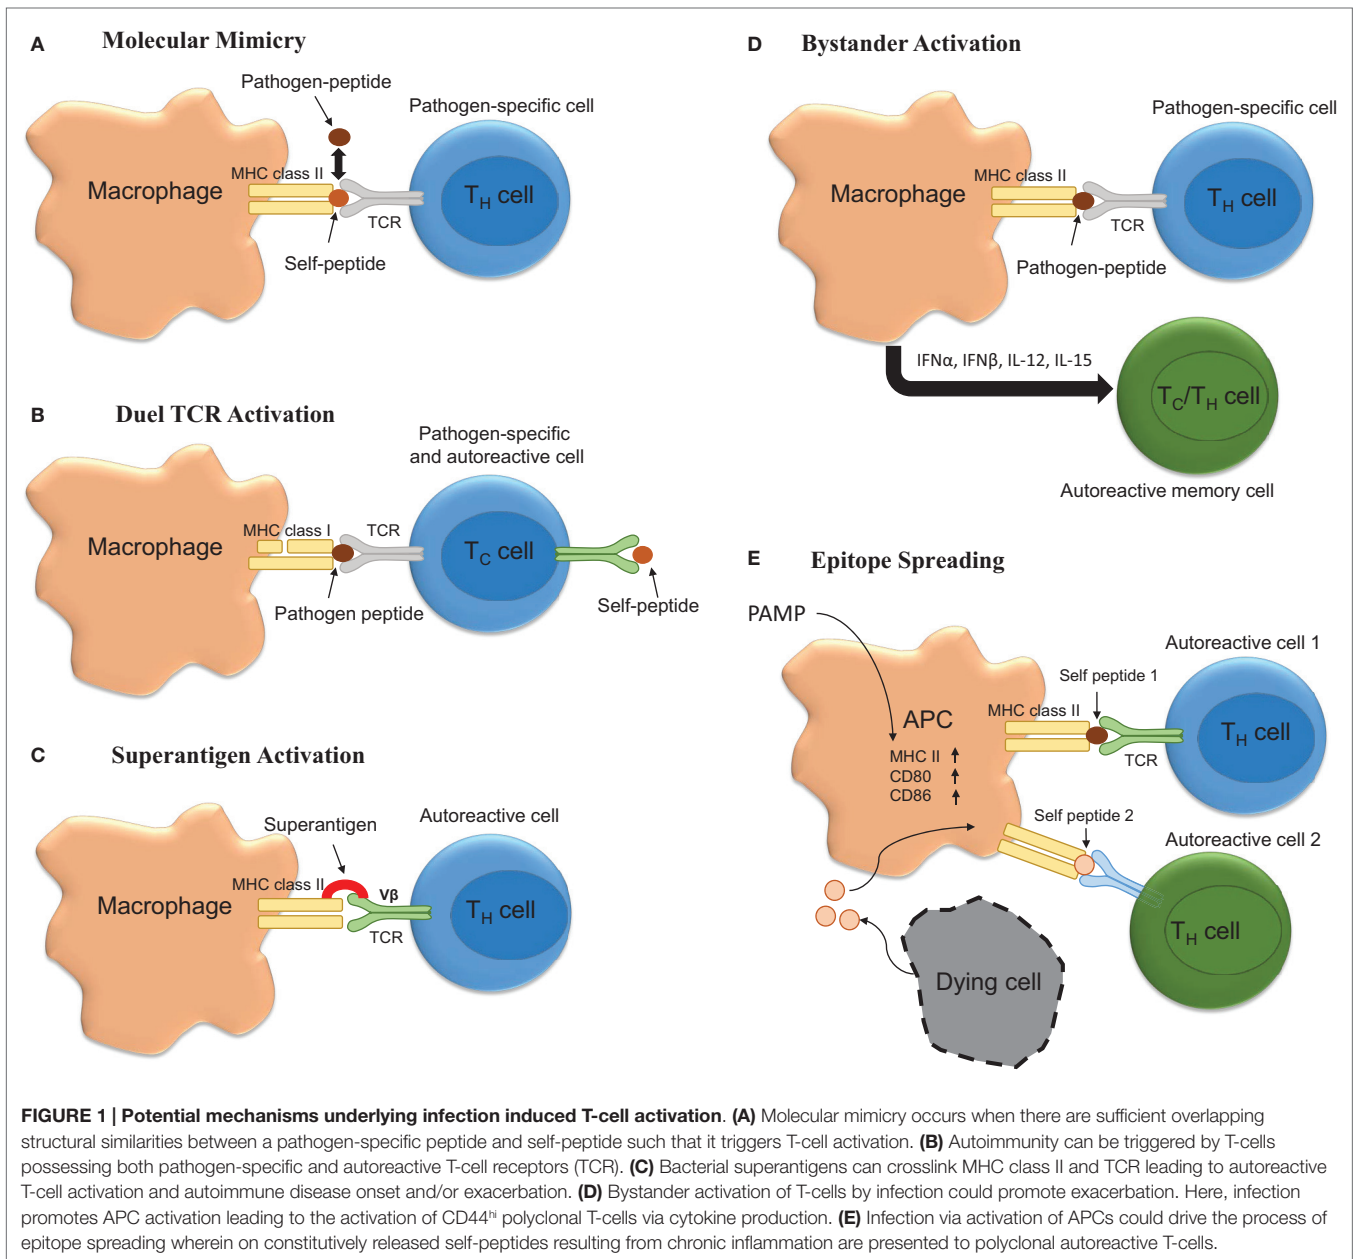 A Molecular Mimicry
Pathogen-peptide
Pathogen-specific cell
MHC class II
Macrophage
TH cell
TCR
Self-peptide
B Duel TCR Activation
Pathogen-specific
and autoreactive cell
MHC class I
TCR
Macrophage
TC cell
Pathogen peptide
Self-peptide
C Superantigen Activation
Superantigen
Autoreactive cell
MHC class II
Vβ
Macrophage
TH cell
TCR
D Bystander Activation
Pathogen-specific cell
MHC class II
Macrophage
TH cell
TCR
Pathogen-peptide
IFNα, IFNβ, IL-12, IL-15
TC/TH cell
Autoreactive memory cell
E Epitope Spreading
PAMP
Autoreactive cell 1
Self peptide 1
MHC class II
APC
TH cell
MHC II
TCR
CD80
CD86
Self peptide 2
Autoreactive cell 2
TH cell
Dying cell
FIGURE 1 | Potential mechanisms underlying infection induced T-cell activation. (A) Molecular mimicry occurs when there are sufficient overlapping
structural similarities between a pathogen-specific peptide and self-peptide such that it triggers T-cell activation. (B) Autoimmunity can be triggered by T-cells
possessing both pathogen-specific and autoreactive T-cell receptors (TCR). (C) Bacterial superantigens can crosslink MHC class II and TCR leading to autoreactive
T-cell activation and autoimmune disease onset and/or exacerbation. (D) Bystander activation of T-cells by infection could promote exacerbation. Here, infection
promotes APC activation leading to the activation of CD44hi polyclonal T-cells via cytokine production. (E) Infection via activation of APCs could drive the process of
epitope spreading wherein on constitutively released self-peptides resulting from chronic inflammation are presented to polyclonal autoreactive T-cells.